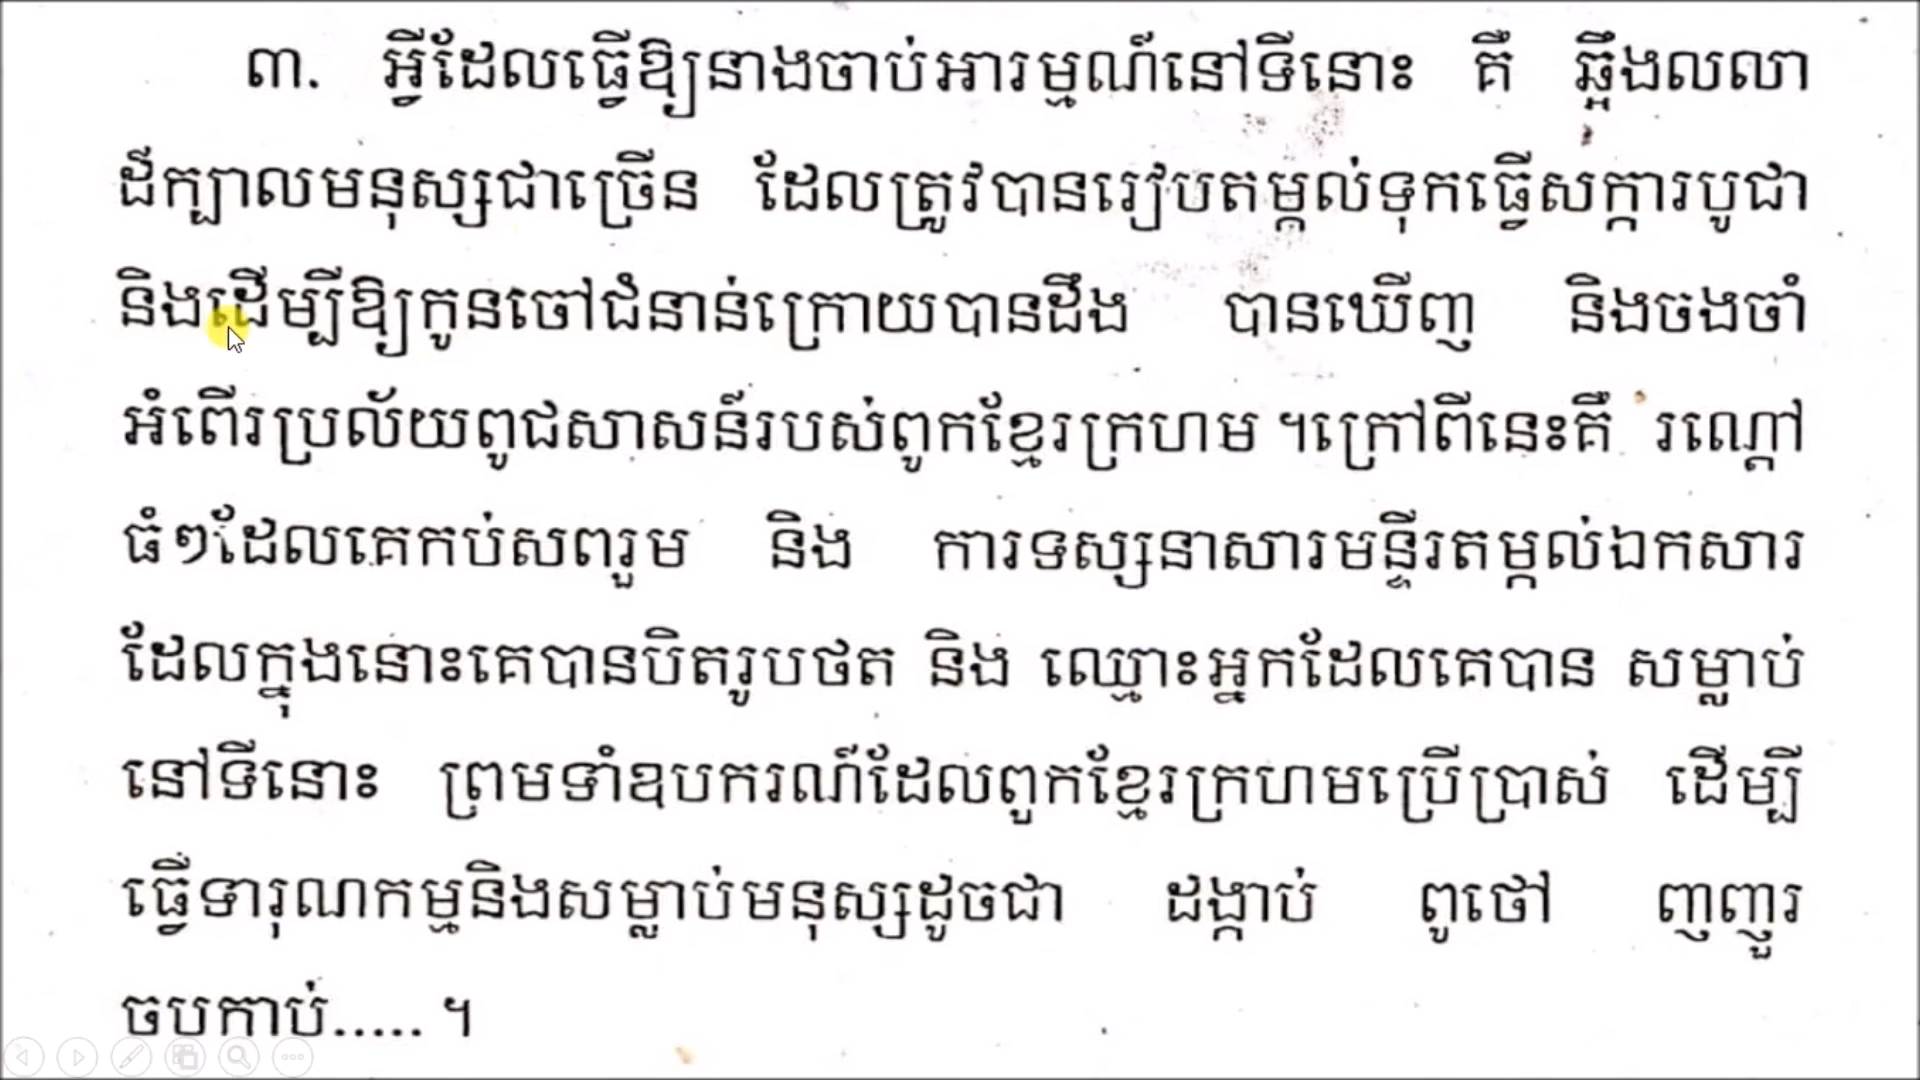 ៣. អ្វីដែលធ្វើឱ្យនាងចាប់អារម្មណ៍នៅទីនោះ គឺ ឆ្អឹងលលា
ដ៍ក្បាលមនុស្សជាច្រើន ដែលត្រូវបានរៀបតម្កល់ទុកធ្វើសក្ការបូជា
និងដើម្បីឱ្យកូនចៅជំនាន់ក្រោយបានដឹង បានឃើញ និងចងចាំ
អំពើរប្រល័យពូជសាសន៍របស់ពួកខ្មែរក្រហម ។ក្រៅពីនេះគឺ រណ្តៅ
ធំៗដែលគេកប់សពរួម និង ការទស្សនាសារមន្ទីរតម្កល់ឯកសារ
ដែលក្នុងនោះគេបានបិតរូបថត និង ឈ្មោះអ្នកដែលគេបាន សម្លាប់
នៅទីនោះ ព្រមទាំឧបករណ៍ដែលពួកខ្មែរក្រហមប្រើប្រាស់ ដើម្បី
ធ្វើទារុណកម្មនិងសម្លាប់មនុស្សដូចជា ដង្កាប់ ពូថៅ ញញួរ
ចបកាប់..... ។